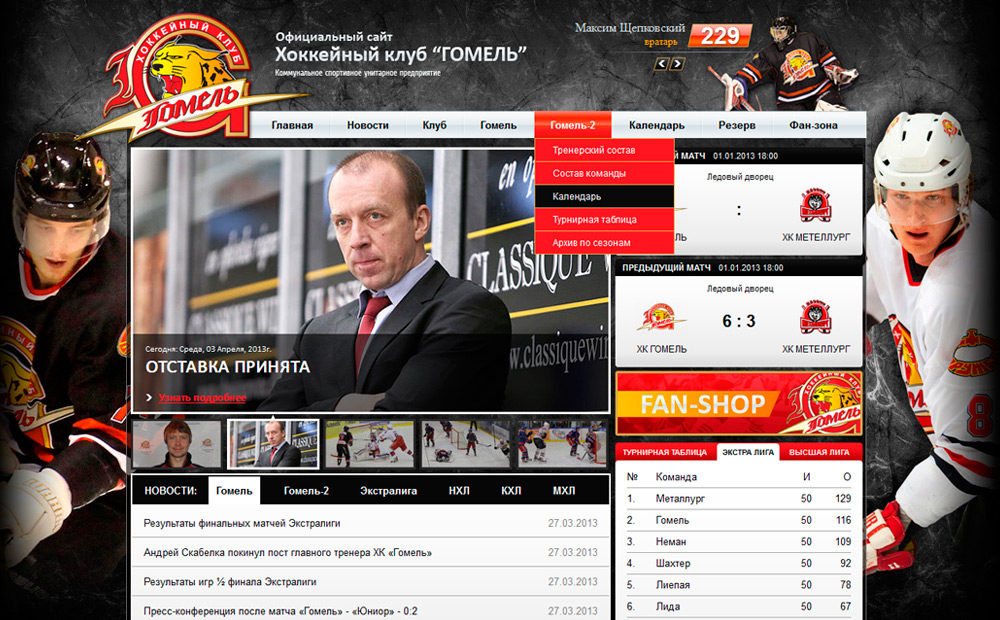 ХОККЕЙНЫЙ КЛУБ
Гомель
Официальный сайт
Хоккейный клуб “ГОМЕЛЬ”
Коммунальное спортивное унитарное предприятие
Максим Щепковский
вратарь
229
Главная Новости Клуб Гомель Гомель-2 Календарь Резерв Фан-зона
Тренерский состав
Состав команды
Календарь
Турнирная таблица
Архив по сезонам
МАТЧ 01.01.2013 18:00
Ледовый дворец
:
ХК МЕТЕЛЛУРГ
ПРЕДЫДУЩИЙ МАТЧ 01.01.2013 18:00
Ледовый дворец
6 : 3
ХК ГОМЕЛЬ ХК МЕТЕЛЛУРГ
CLASSIQUE
www.classiquewin
Сегодня: Среда, 03 Апреля, 2013г.
ОТСТАВКА ПРИНЯТА
Узнать подробнее
FAN-SHOP
Гомель
НОВОСТИ: Гомель Гомель-2 Экстралига НХЛ КХЛ МХЛ
Результаты финальных матчей Экстралиги 27.03.2013
Андрей Скабелка покинул пост главного тренера ХК «Гомель» 27.03.2013
Результаты игр ½ финала Экстралиги 27.03.2013
Пресс-конференция после матча «Гомель» - «Юниор» - 0:2 27.03.2013
ТУРНИРНАЯ ТАБЛИЦА ЭКСТРА ЛИГА ВЫСШАЯ ЛИГА
№ Команда И О
1. Металлург 50 129
2. Гомель 50 116
3. Неман 50 109
4. Шахтер 50 92
5. Лиепая 50 78
6. Лида 50 67